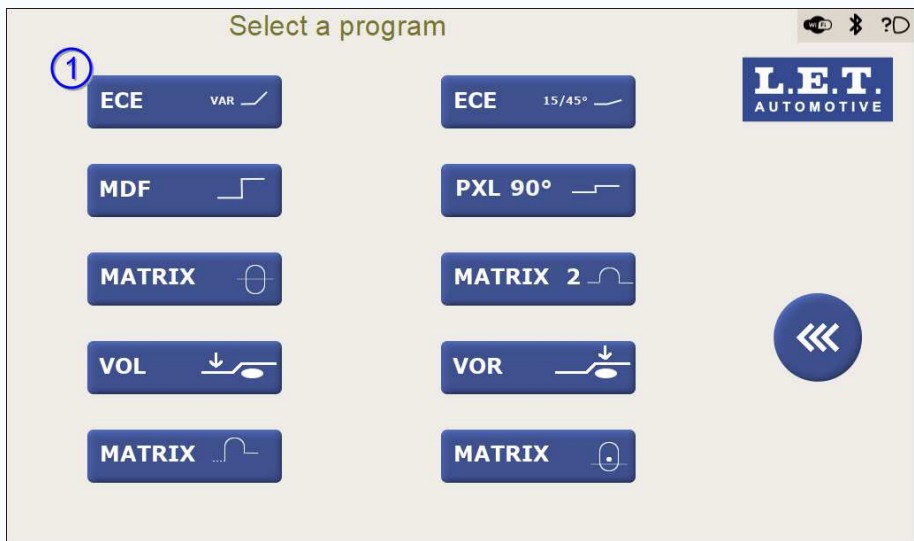 Select a program
WiFi
?
1
ECE VAR
ECE 15/45°
L.E.T.
AUTOMOTIVE
MDF
PXL 90°
MATRIX
MATRIX 2
VOL
VOR
MATRIX
MATRIX